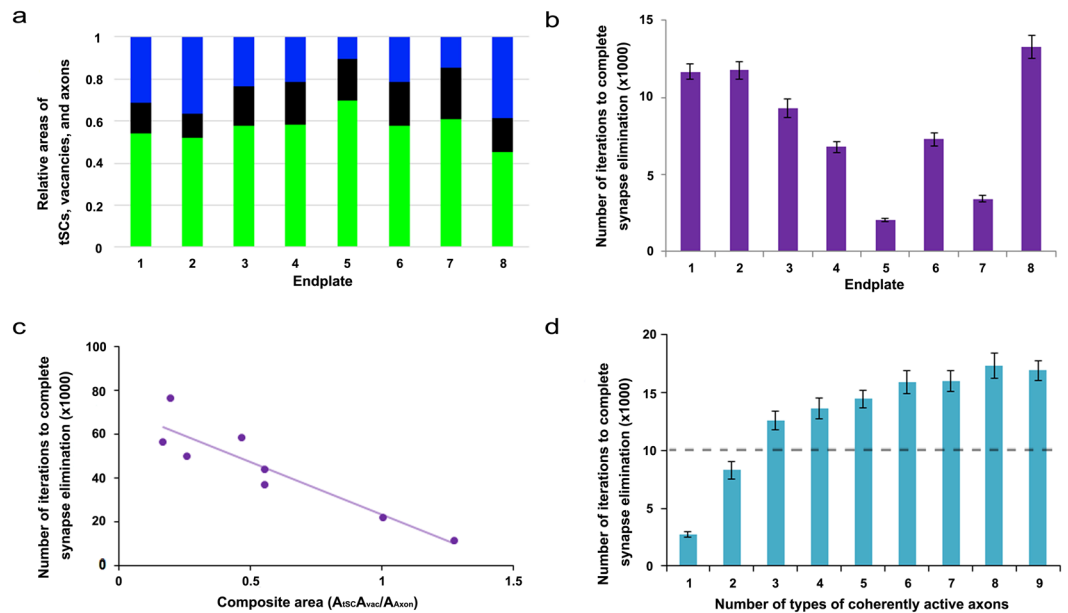 a
Relative areas of
tSCs, vacancies, and axons
1
0.8
0.6
0.4
0.2
0
1 2 3 4 5 6 7 8
Endplate
b
Number of iterations to complete
synapse elimination (x1000)
15
10
5
0
1 2 3 4 5 6 7 8
Endplate
c
Number of iterations to complete
synapse elimination (x1000)
100
80
60
40
20
0
0 0.5 1 1.5
Composite area (AtSCAvac/AAxon)
d
Number of iterations to complete
synapse elimination (x1000)
20
15
10
5
0
1 2 3 4 5 6 7 8 9
Number of types of coherently active axons